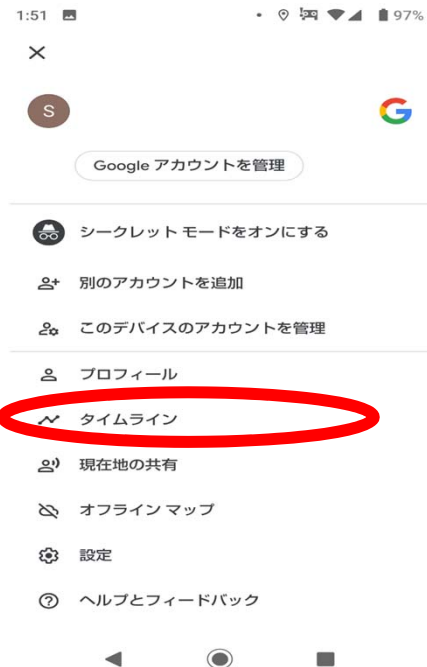 1:51
97%
S
G
Google アカウントを管理
シークレット モードをオンにする
別のアカウントを追加
このデバイスのアカウントを管理
プロフィール
タイムライン
現在地の共有
オフライン マップ
設定
ヘルプとフィードバック